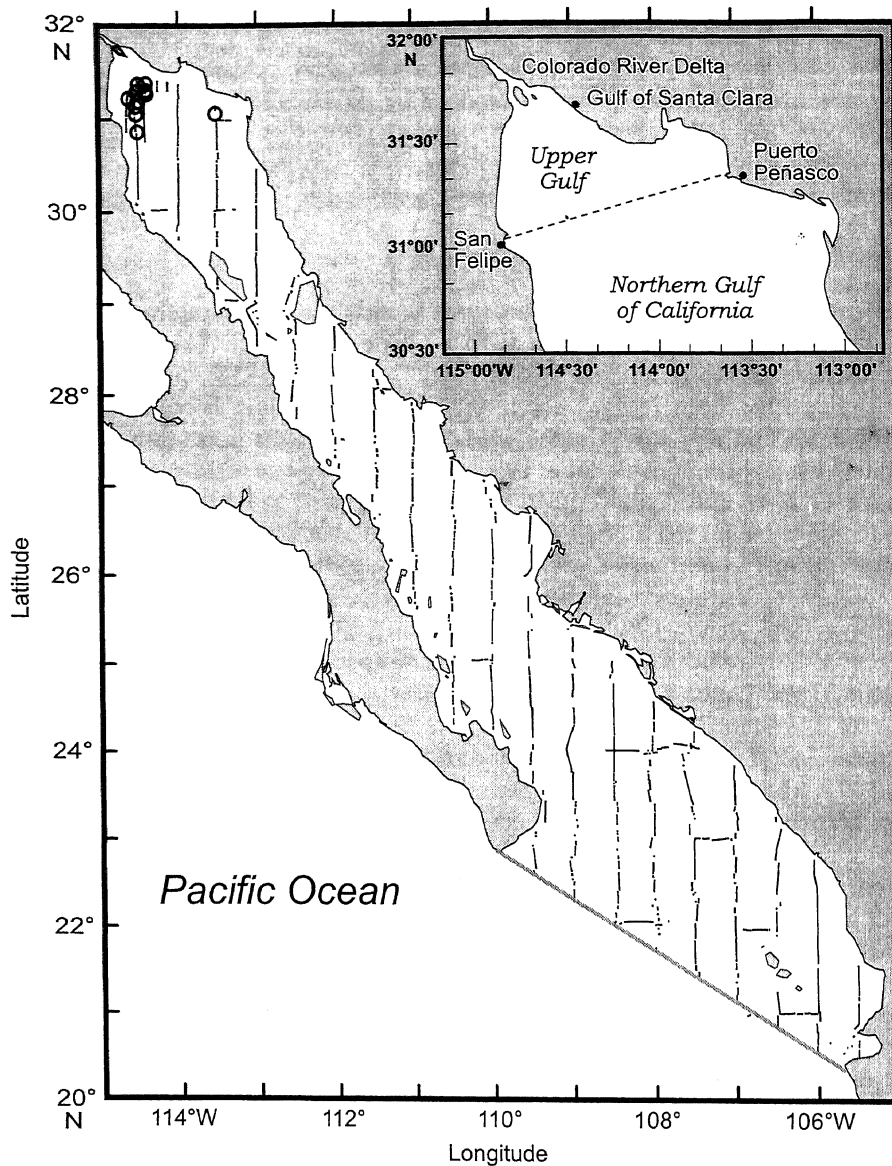 32°
N
30°
28°
26°
24°
22°
20°
N
Latitude
114°W
112°
110°
108°
106°W
Longitude
Pacific Ocean
32°00'
N
31°30'
31°00'
30°30'
115°00'W
114°30'
114°00'
113°30'
113°00'
Colorado River Delta
Gulf of Santa Clara
Upper
Gulf
Puerto
Peñasco
San
Felipe
Northern Gulf
of California